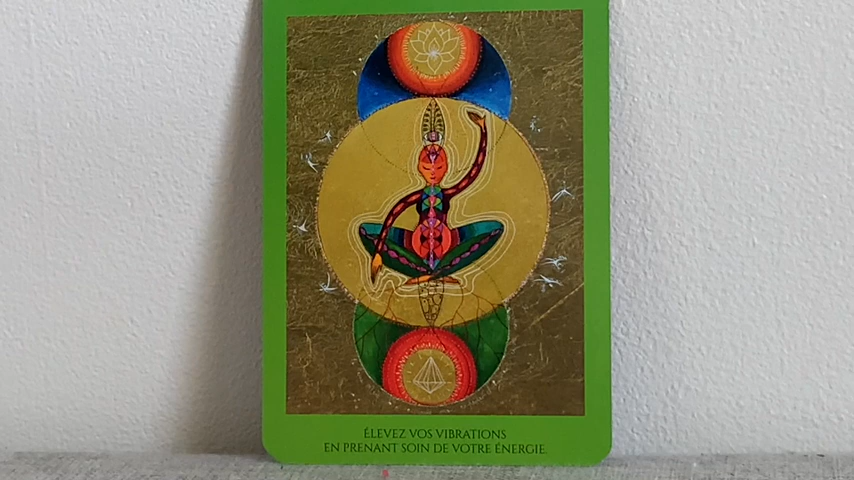 ÉLEVEZ VOS VIBRATIONS
EN PRENANT SOIN DE VOTRE ÉNERGIE.